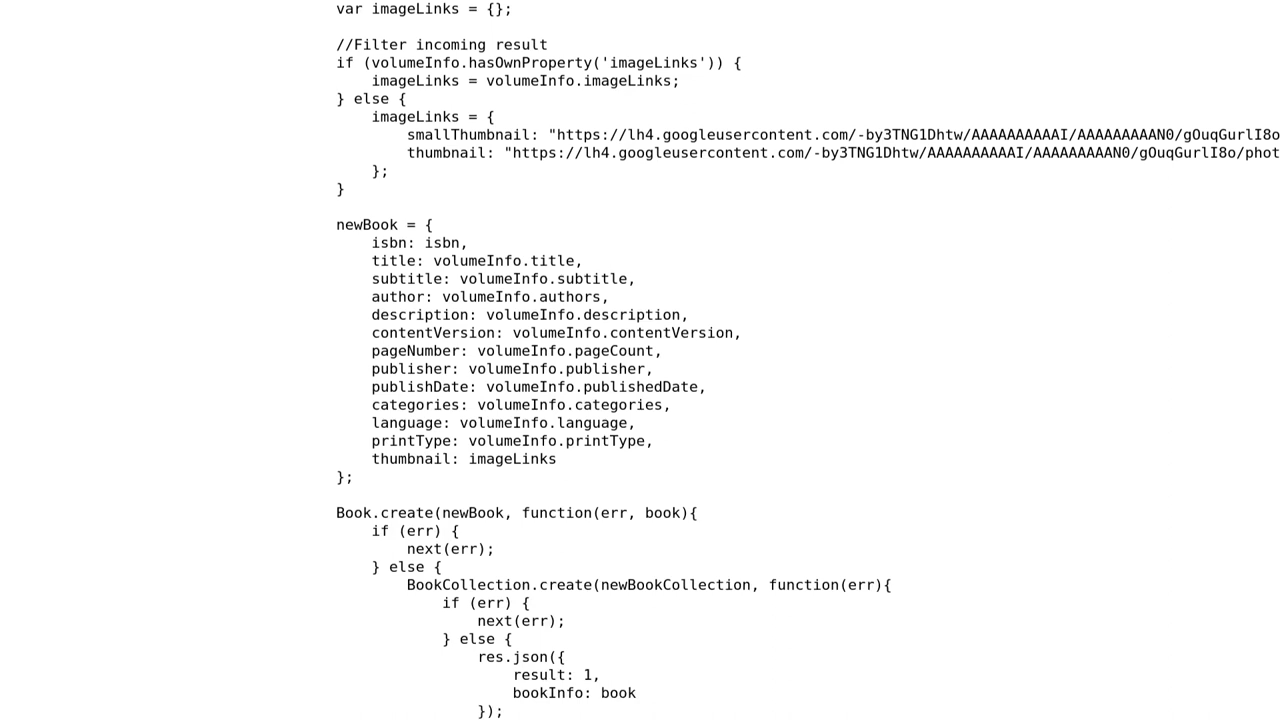 var imageLinks = {};
//Filter incoming result
if (volumeInfo.hasOwnProperty('imageLinks')) {
imageLinks = volumeInfo.imageLinks;
} else {
imageLinks = {
smallThumbnail: "https://lh4.googleusercontent.com/-by3TNG1Dhtw/AAAAAAAAAAI/AAAAAAAAAN0/gOuqGurlI8o
thumbnail: "https://lh4.googleusercontent.com/-by3TNG1Dhtw/AAAAAAAAAAI/AAAAAAAAAN0/gOuqGurlI8o/phot
};
}
newBook = {
isbn: isbn,
title: volumeInfo.title,
subtitle: volumeInfo.subtitle,
author: volumeInfo.authors,
description: volumeInfo.description,
contentVersion: volumeInfo.contentVersion,
pageNumber: volumeInfo.pageCount,
publisher: volumeInfo.publisher,
publishDate: volumeInfo.publishedDate,
categories: volumeInfo.categories,
language: volumeInfo.language,
printType: volumeInfo.printType,
thumbnail: imageLinks
};
Book.create(newBook, function(err, book){
if (err) {
next(err);
} else {
BookCollection.create(newBookCollection, function(err){
if (err) {
next(err);
} else {
res.json({
result: 1,
bookInfo: book
});